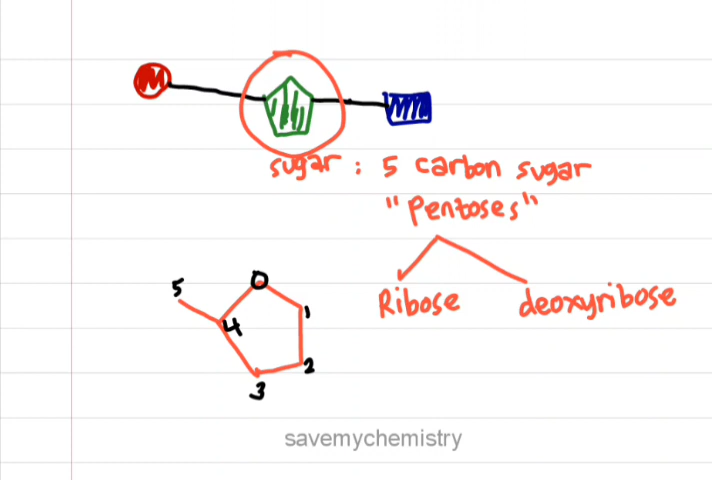 sugar : 5 carbon sugar
"Pentoses"
Ribose
deoxyribose
5
O
1
4
2
3
savemychemistry